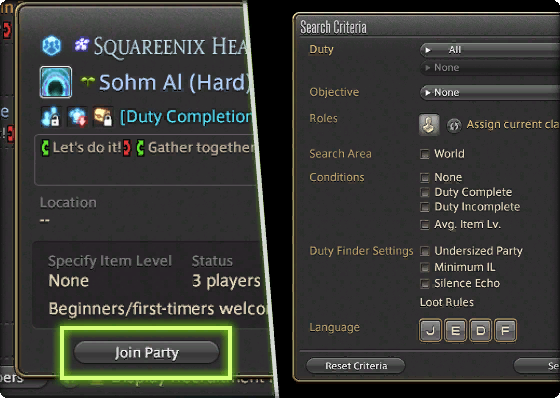 Squareenix Hea
Sohm Al (Hard)
[Duty Completion
Let's do it! Gather together
Location
--
Specify Item Level Status
None 3 players
Beginners/first-timers welco
Join Party
Search Criteria
Duty All
None
Objective None
Roles Assign current cla
Search Area World
Conditions None
Duty Complete
Duty Incomplete
Avg. Item Lv.
Duty Finder Settings Undersized Party
Minimum IL
Silence Echo
Loot Rules
Language J E D F
Reset Criteria Se